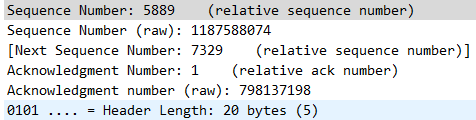 Sequence Number: 5889    (relative sequence number)
Sequence Number (raw): 1187588074
[Next Sequence Number: 7329    (relative sequence number)]
Acknowledgment Number: 1    (relative ack number)
Acknowledgment number (raw): 798137198
0101 .... = Header Length: 20 bytes (5)